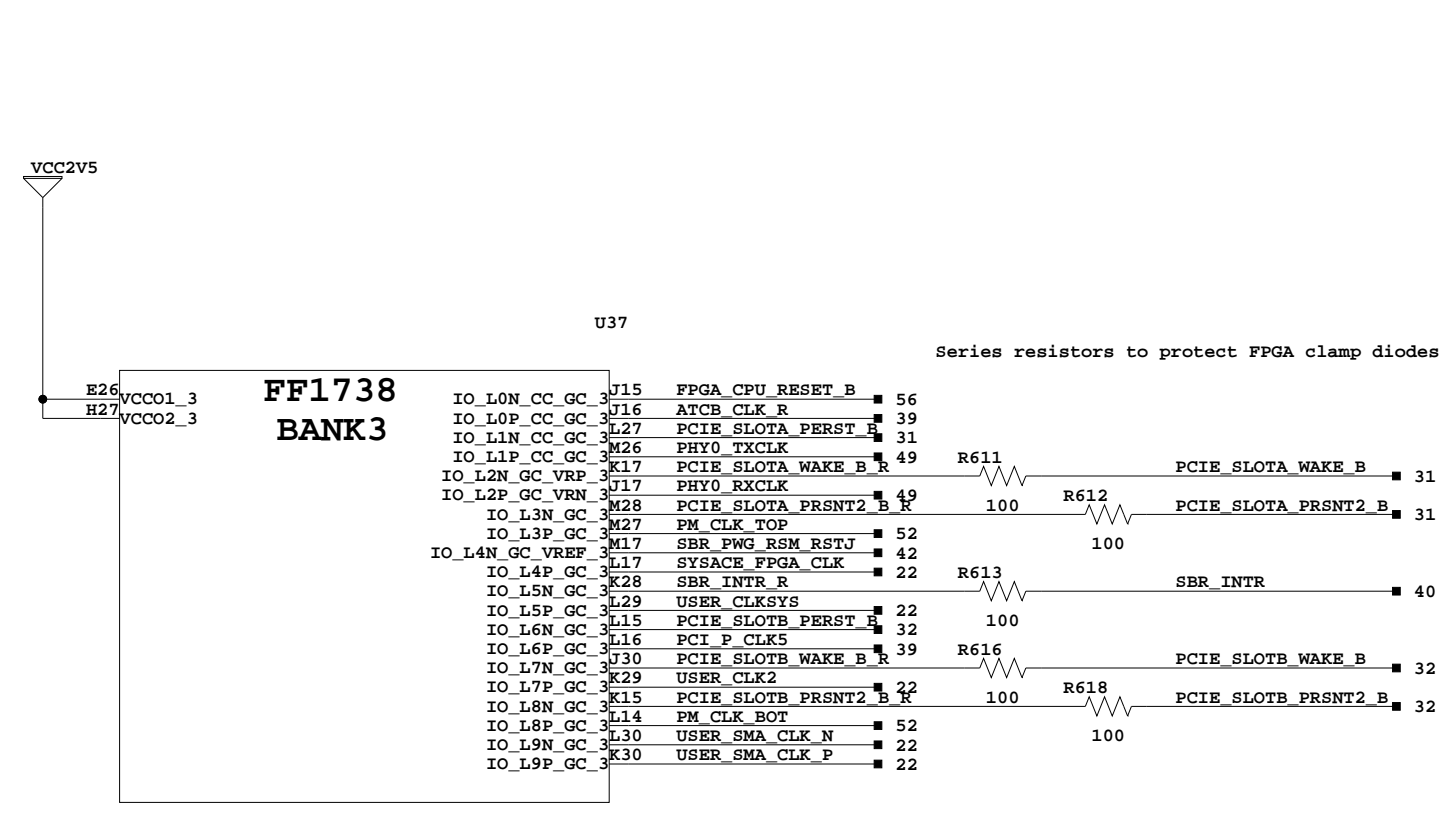 VCC2V5
U37
Series resistors to protect FPGA clamp diodes
FF1738
BANK3
E26 VCCO1_3
H27 VCCO2_3
IO_L0N_CC_GC_3 J15 FPGA_CPU_RESET_B 56
IO_L0P_CC_GC_3 J16 ATCB_CLK_R 39
IO_L1N_CC_GC_3 L27 PCIE_SLOTA_PERST_B 31
IO_L1P_CC_GC_3 M26 PHY0_TXCLK 49
IO_L2N_GC_VRP_3 K17 PCIE_SLOTA_WAKE_B_R R611 100 PCIE_SLOTA_WAKE_B 31
IO_L2P_GC_VRN_3 J17 PHY0_RXCLK 49
IO_L3N_GC_3 M28 PCIE_SLOTA_PRSNT2_B_R R612 100 PCIE_SLOTA_PRSNT2_B 31
IO_L3P_GC_3 M27 PM_CLK_TOP 52
IO_L4N_GC_VREF_3 M17 SBR_PWG_RSM_RSTJ 42
IO_L4P_GC_3 L17 SYSACE_FPGA_CLK 22
IO_L5N_GC_3 K28 SBR_INTR_R R613 100 SBR_INTR 40
IO_L5P_GC_3 L29 USER_CLKSYS 22
IO_L6N_GC_3 L15 PCIE_SLOTB_PERST_B 32
IO_L6P_GC_3 L16 PCI_P_CLK5 39
IO_L7N_GC_3 J30 PCIE_SLOTB_WAKE_B_R R616 100 PCIE_SLOTB_WAKE_B 32
IO_L7P_GC_3 K29 USER_CLK2 22
IO_L8N_GC_3 K15 PCIE_SLOTB_PRSNT2_B_R R618 100 PCIE_SLOTB_PRSNT2_B 32
IO_L8P_GC_3 L14 PM_CLK_BOT 52
IO_L9N_GC_3 L30 USER_SMA_CLK_N 22
IO_L9P_GC_3 K30 USER_SMA_CLK_P 22